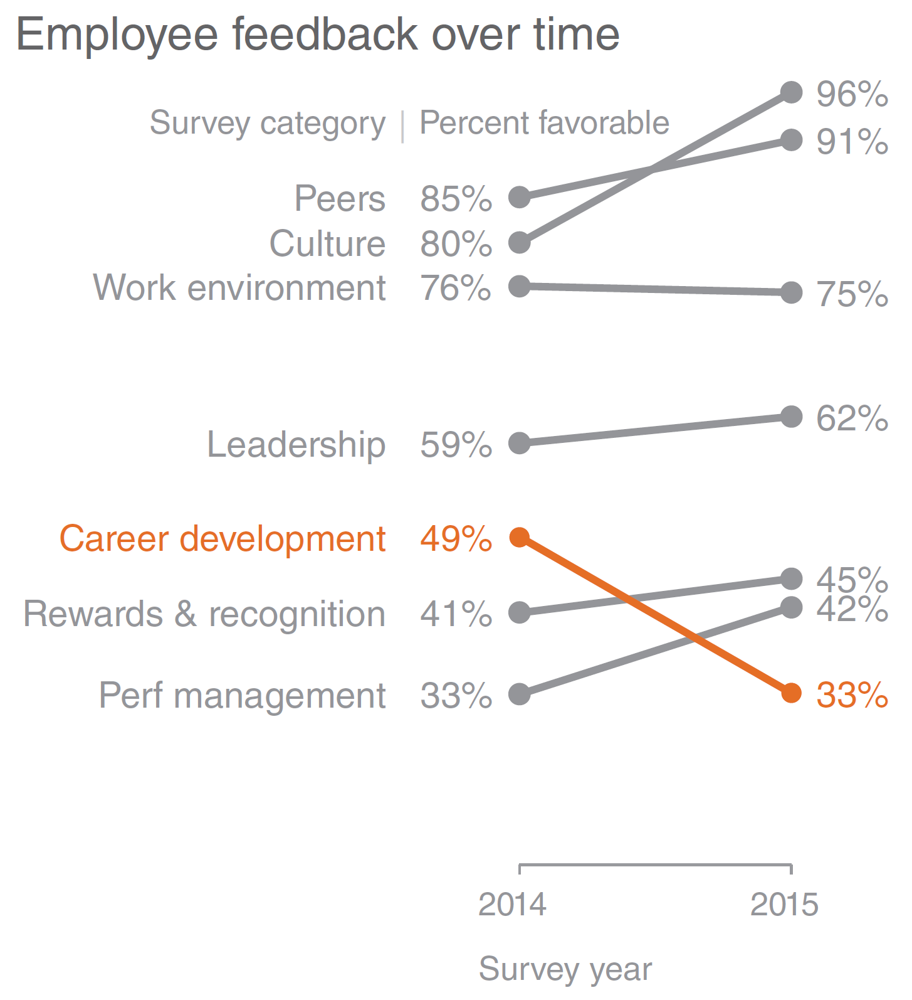 Employee feedback over time
Survey category | Percent favorable
96%
91%
Peers 85%
Culture 80%
Work environment 76%
75%
62%
Leadership 59%
Career development 49%
45%
Rewards & recognition 41%
42%
Perf management 33%
33%
2014 2015
Survey year